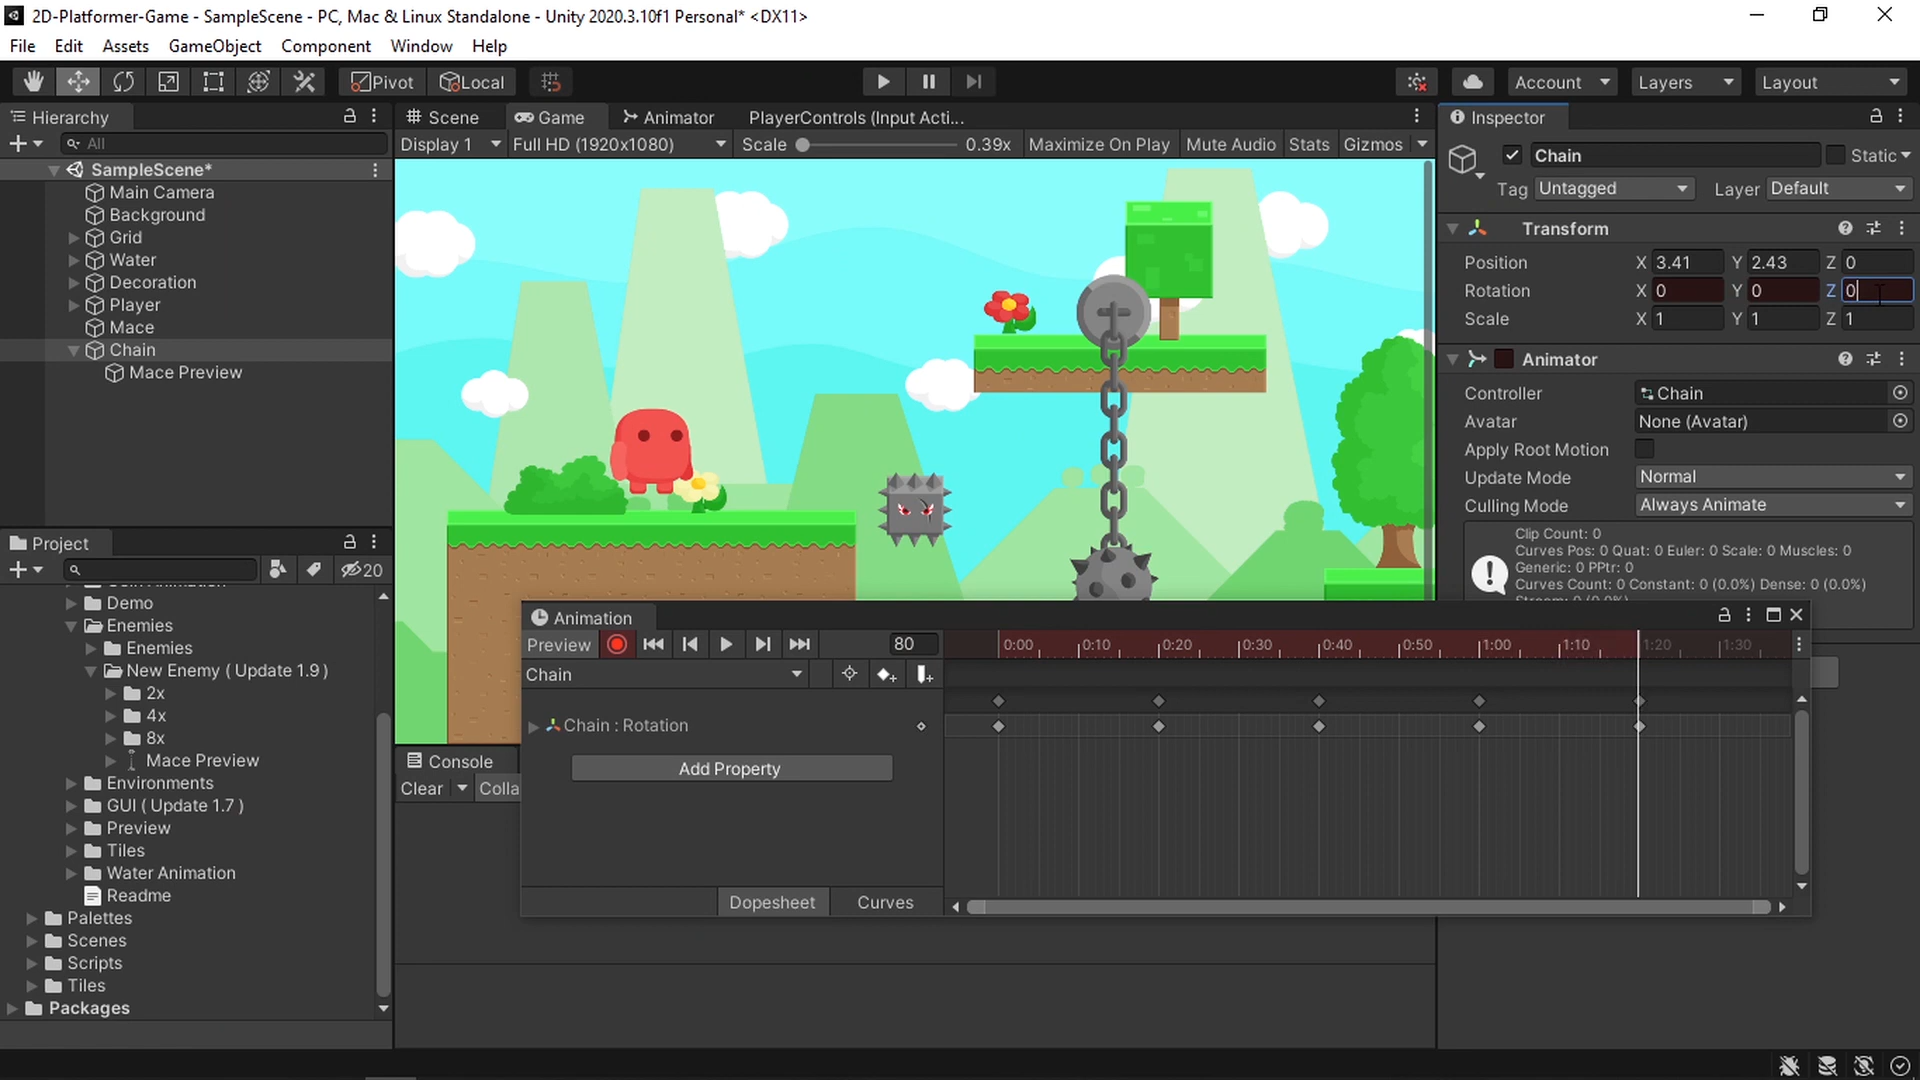 2D-Platformer-Game - SampleScene - PC, Mac & Linux Standalone - Unity 2020.3.10f1 Personal* <DX11>
File Edit Assets GameObject Component Window Help
Pivot Local Account Layers Layout
Hierarchy
All
SampleScene*
Main Camera
Background
Grid
Water
Decoration
Player
Mace
Chain
Mace Preview
Scene Game Animator PlayerControls (Input Acti...
Display 1 Full HD (1920x1080) Scale 0.39x Maximize On Play Mute Audio Stats Gizmos
Inspector
Chain Static
Tag Untagged Layer Default
Transform
Position X 3.41 Y 2.43 Z 0
Rotation X 0 Y 0 Z 0
Scale X 1 Y 1 Z 1
Animator
Controller Chain
Avatar None (Avatar)
Apply Root Motion
Update Mode Normal
Culling Mode Always Animate
Clip Count: 0
Curves Pos: 0 Quat: 0 Euler: 0 Scale: 0 Muscles: 0
Generic: 0 PPtr: 0
Curves Count: 0 Constant: 0 (0.0%) Dense: 0 (0.0%)
Project
20
Demo
Enemies
Enemies
New Enemy ( Update 1.9 )
2x
4x
8x
Mace Preview
Environments
GUI ( Update 1.7 )
Preview
Tiles
Water Animation
Readme
Palettes
Scenes
Scripts
Tiles
Packages
Console
Clear Colla
Animation
Preview 80 0:00 0:10 0:20 0:30 0:40 0:50 1:00 1:10 1:20 1:30
Chain
Chain : Rotation
Add Property
Dopesheet Curves